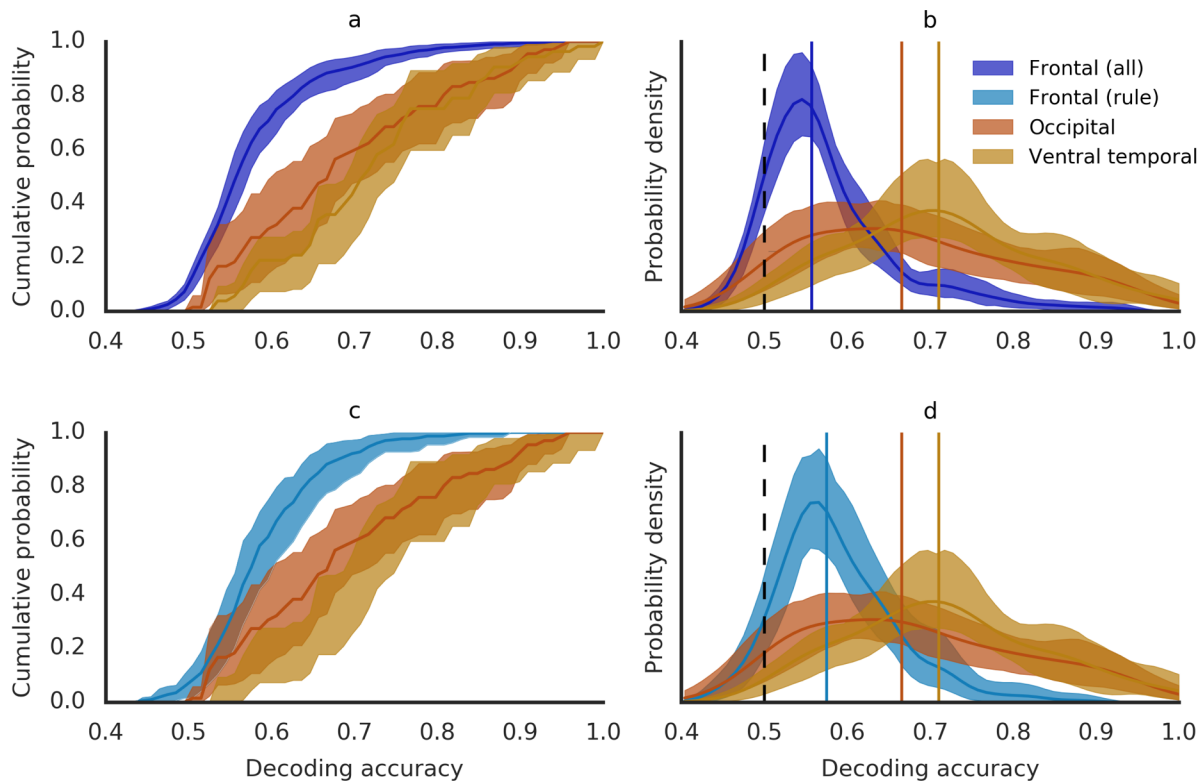 a
Cumulative probability
1.0
0.8
0.6
0.4
0.2
0.0
0.4 0.5 0.6 0.7 0.8 0.9 1.0
b
Probability density
Frontal (all)
Frontal (rule)
Occipital
Ventral temporal
0.4 0.5 0.6 0.7 0.8 0.9 1.0
c
Cumulative probability
1.0
0.8
0.6
0.4
0.2
0.0
0.4 0.5 0.6 0.7 0.8 0.9 1.0
Decoding accuracy
d
Probability density
0.4 0.5 0.6 0.7 0.8 0.9 1.0
Decoding accuracy